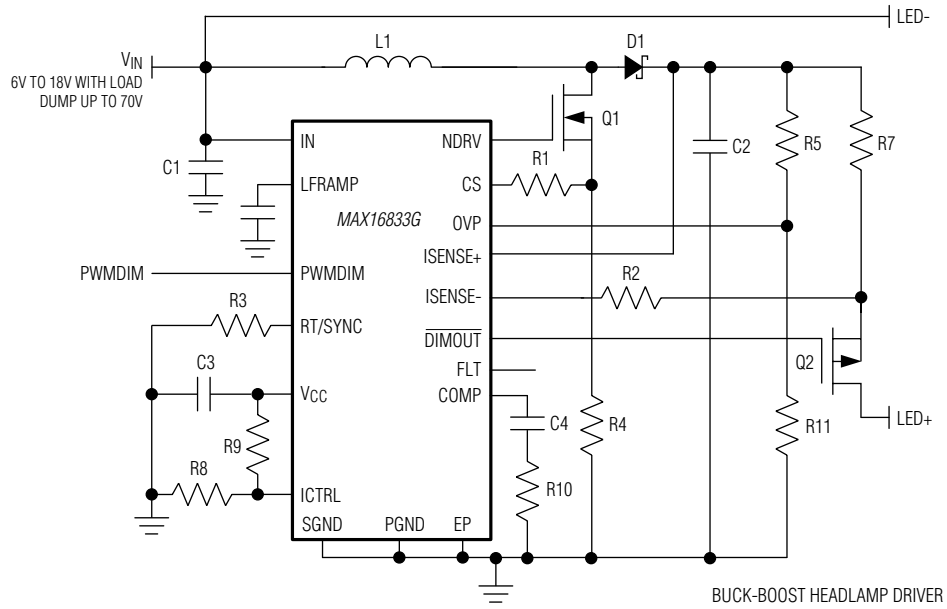 LED-
L1
D1
VIN
6V TO 18V WITH LOAD
DUMP UP TO 70V
Q1
IN
NDRV
C1
R1
C2
R5
R7
LFRAMP
CS
MAX16833G
OVP
ISENSE+
PWMDIM
PWMDIM
ISENSE-
R2
R3
RT/SYNC
DIMOUT
Q2
C3
FLT
VCC
COMP
C4
R4
R11
LED+
R9
R8
R10
ICTRL
SGND
PGND
EP
BUCK-BOOST HEADLAMP DRIVER